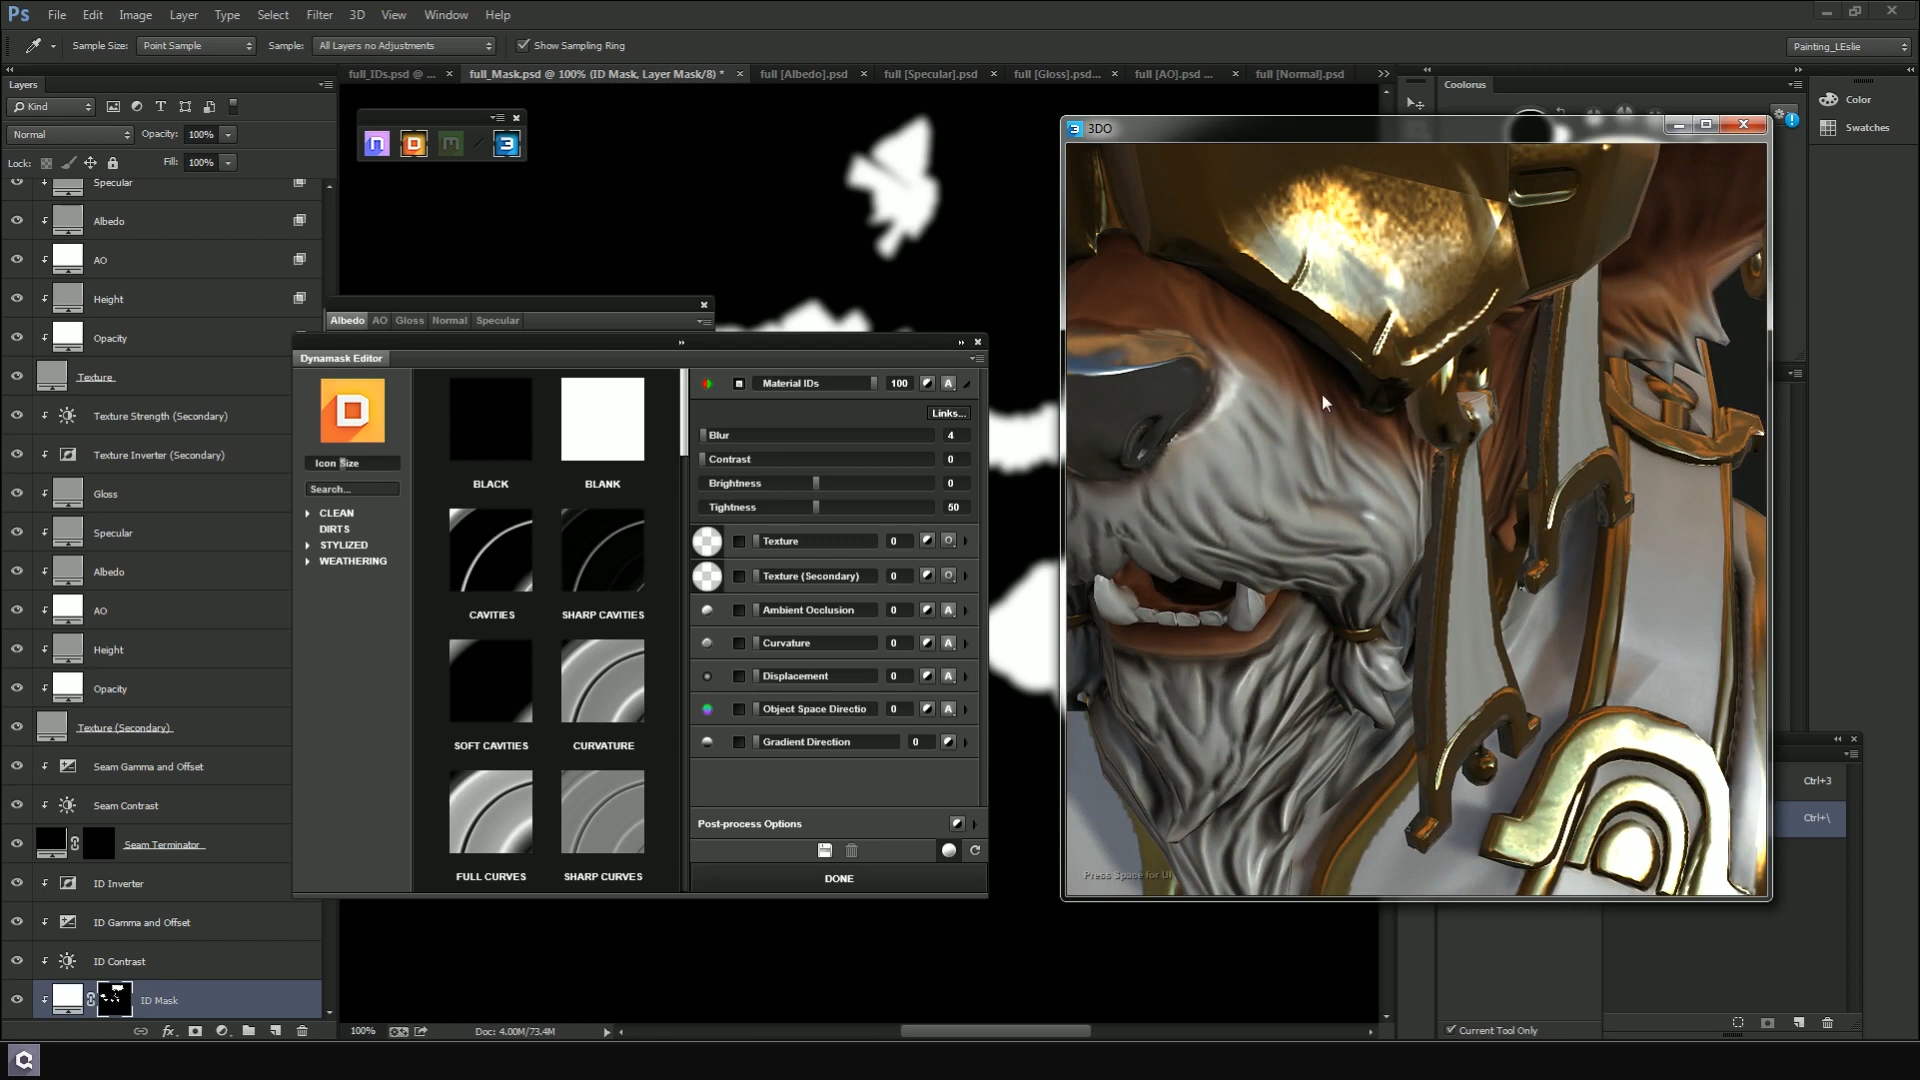 Ps File Edit Image Layer Type Select Filter 3D View Window Help
Sample Size: Point Sample Sample: All Layers no Adjustments Show Sampling Ring Painting_LEslie
Layers
full_IDs.psd @ ... × full_Mask.psd @ 100% (ID Mask, Layer Mask/8) * × full [Albedo].psd × full [Specular].psd × full [Gloss].psd... × full [AO].psd ... × full [Normal].psd
Kind
Normal Opacity: 100%
Lock: Fill: 100%
Specular
Albedo
AO
Height
Opacity
Texture
Texture Strength (Secondary)
Texture Inverter (Secondary)
Gloss
Specular
Albedo
AO
Height
Opacity
Texture (Secondary)
Seam Gamma and Offset
Seam Contrast
Seam Terminator
ID Inverter
ID Gamma and Offset
ID Contrast
ID Mask
fx
Albedo AO Gloss Normal Specular
Dynamask Editor
Icon Size
Search...
CLEAN
DIRTS
STYLIZED
WEATHERING
BLACK BLANK
CAVITIES SHARP CAVITIES
SOFT CAVITIES CURVATURE
FULL CURVES SHARP CURVES
Material IDs 100 A
Links...
Blur 4
Contrast 0
Brightness 0
Tightness 50
Texture 0
Texture (Secondary) 0
Ambient Occlusion 0 A
Curvature 0 A
Displacement 0 A
Object Space Directio 0 A
Gradient Direction 0
Post-process Options
DONE
3DO
Press Space for UI
Coolorus
Color
Swatches
Ctrl+3
Ctrl+\
Current Tool Only
100% Doc: 4.00M/73.4M